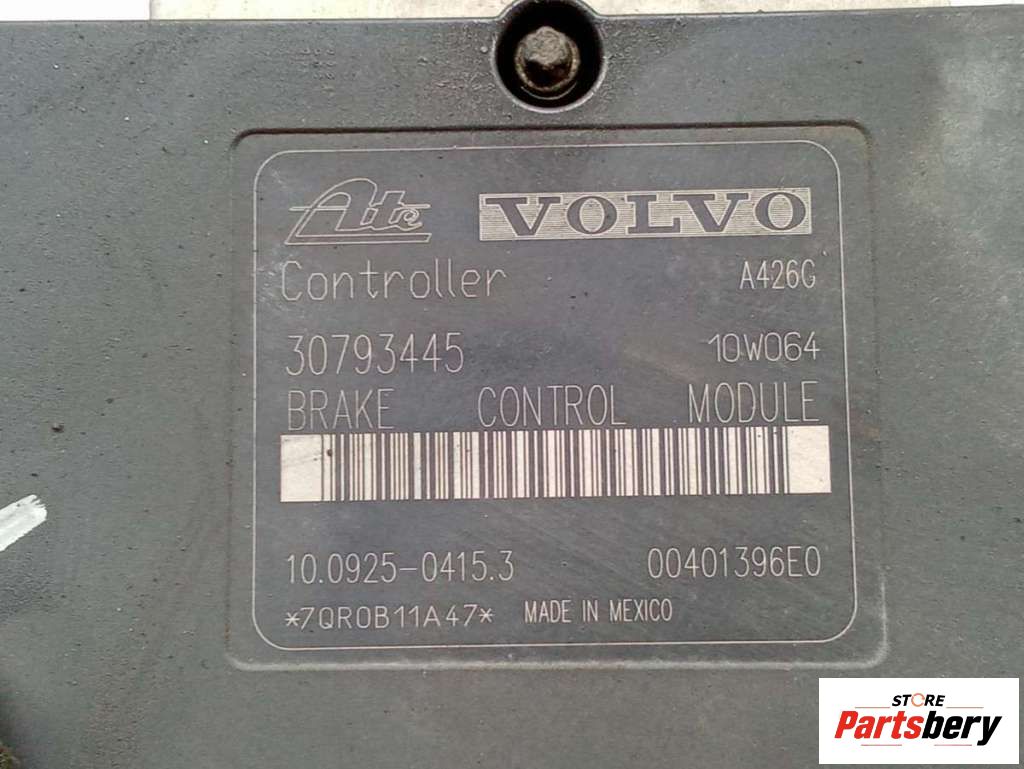 Ate VOLVO
Controller A426G
30793445 10W064
BRAKE CONTROL MODULE
10.0925-0415.3 00401396E0
*7QR0B11A47* MADE IN MEXICO
STORE
Partsbery